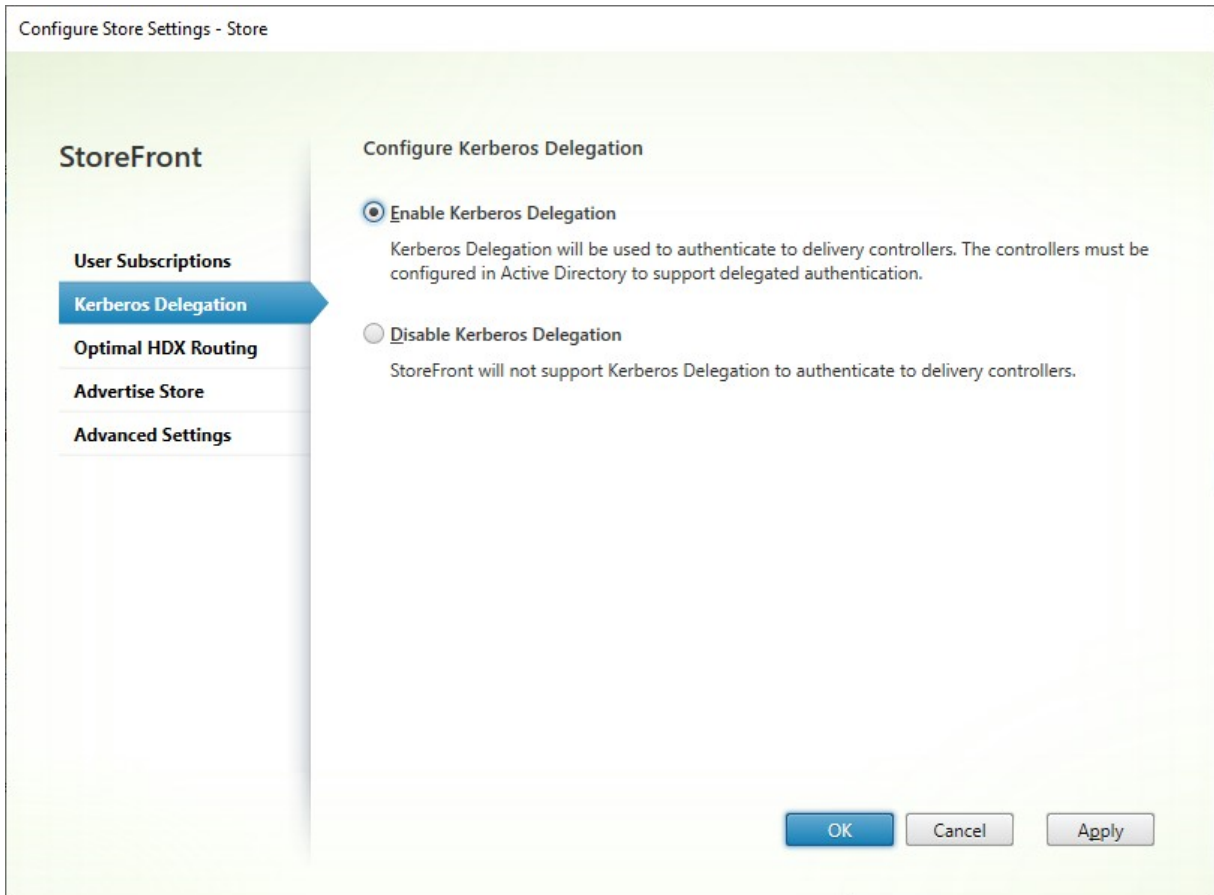 Configure Store Settings - Store
StoreFront
User Subscriptions
Kerberos Delegation
Optimal HDX Routing
Advertise Store
Advanced Settings
Configure Kerberos Delegation
Enable Kerberos Delegation
Kerberos Delegation will be used to authenticate to delivery controllers. The controllers must be
configured in Active Directory to support delegated authentication.
Disable Kerberos Delegation
StoreFront will not support Kerberos Delegation to authenticate to delivery controllers.
OK
Cancel
Apply